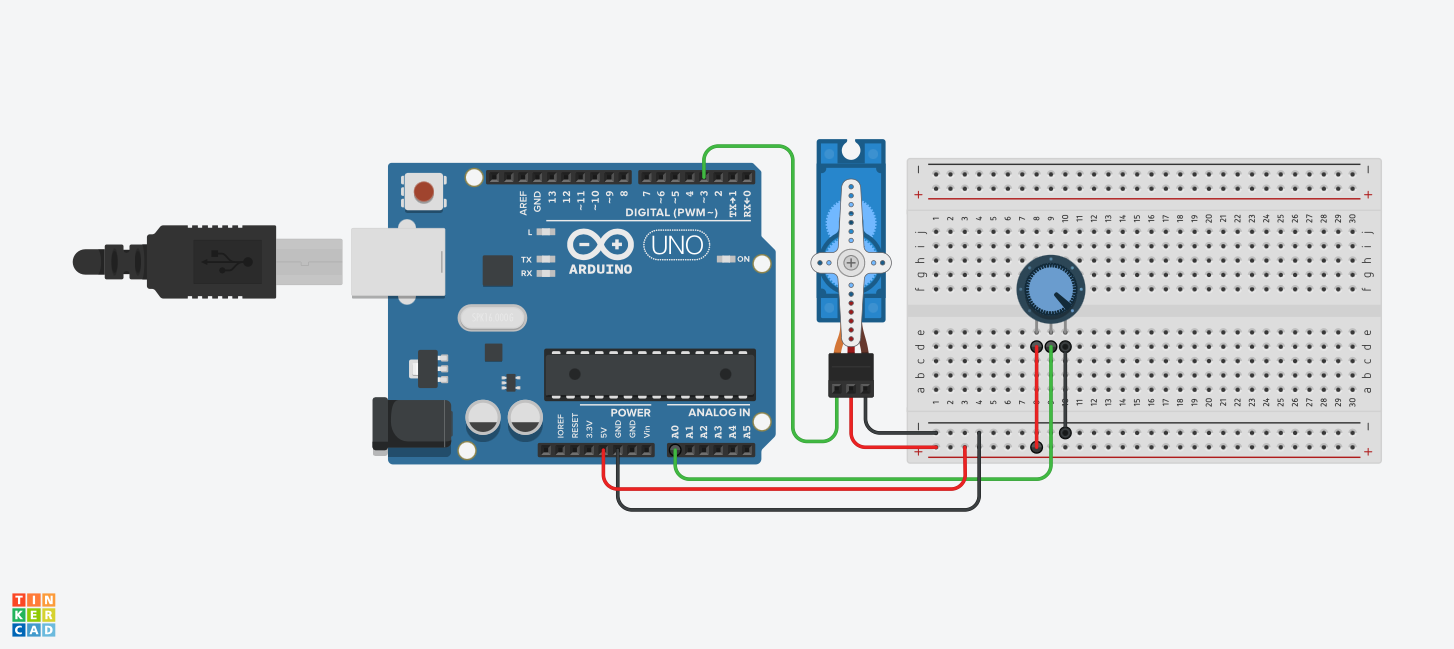 AREF
GND
13
12
~11
~10
~9
8
7
~6
~5
4
~3
2
TX→1
RX←0
DIGITAL (PWM~)
L
TX
RX
ARDUINO
UNO
ON
POWER
ANALOG IN
IOREF
RESET
3.3V
5V
GND
GND
Vin
A0
A1
A2
A3
A4
A5
− −
+ +
1 2 3 4 5 6 7 8 9 10 11 12 13 14 15 16 17 18 19 20 21 22 23 24 25 26 27 28 29 30
j j
i i
h h
g g
f f
e e
d d
c c
b b
a a
1 2 3 4 5 6 7 10 11 12 13 14 15 16 17 18 19 20 21 22 23 24 25 26 27 28 29 30
− −
+ +
TIN
KER
CAD